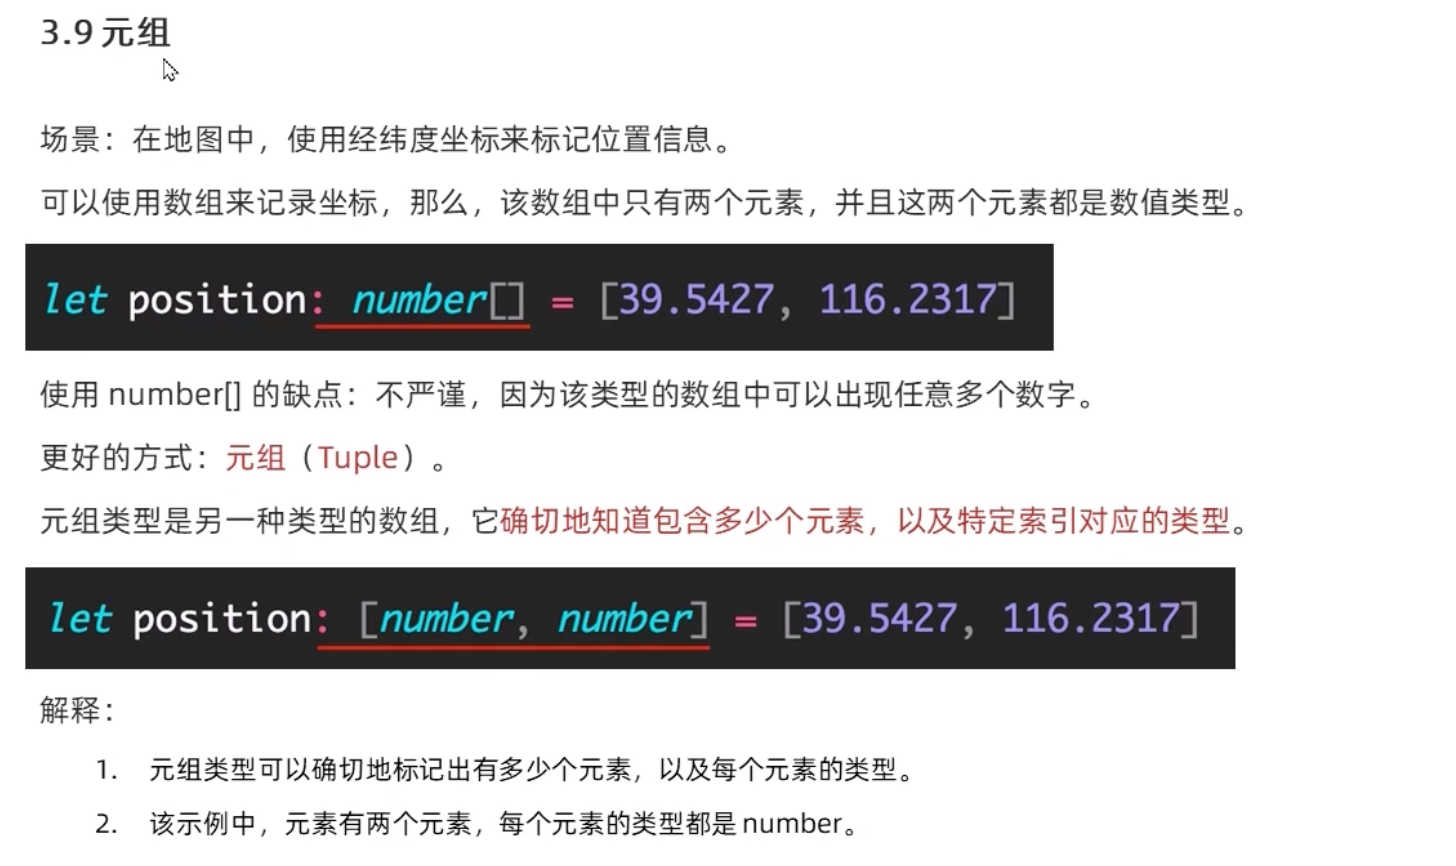 3.9 元组
场景：在地图中，使用经纬度坐标来标记位置信息。
可以使用数组来记录坐标，那么，该数组中只有两个元素，并且这两个元素都是数值类型。
let position: number[] = [39.5427, 116.2317]
使用 number[] 的缺点：不严谨，因为该类型的数组中可以出现任意多个数字。
更好的方式：元组（Tuple）。
元组类型是另一种类型的数组，它确切地知道包含多少个元素，以及特定索引对应的类型。
let position: [number, number] = [39.5427, 116.2317]
解释：
1. 元组类型可以确切地标记出有多少个元素，以及每个元素的类型。
2. 该示例中，元素有两个元素，每个元素的类型都是 number。